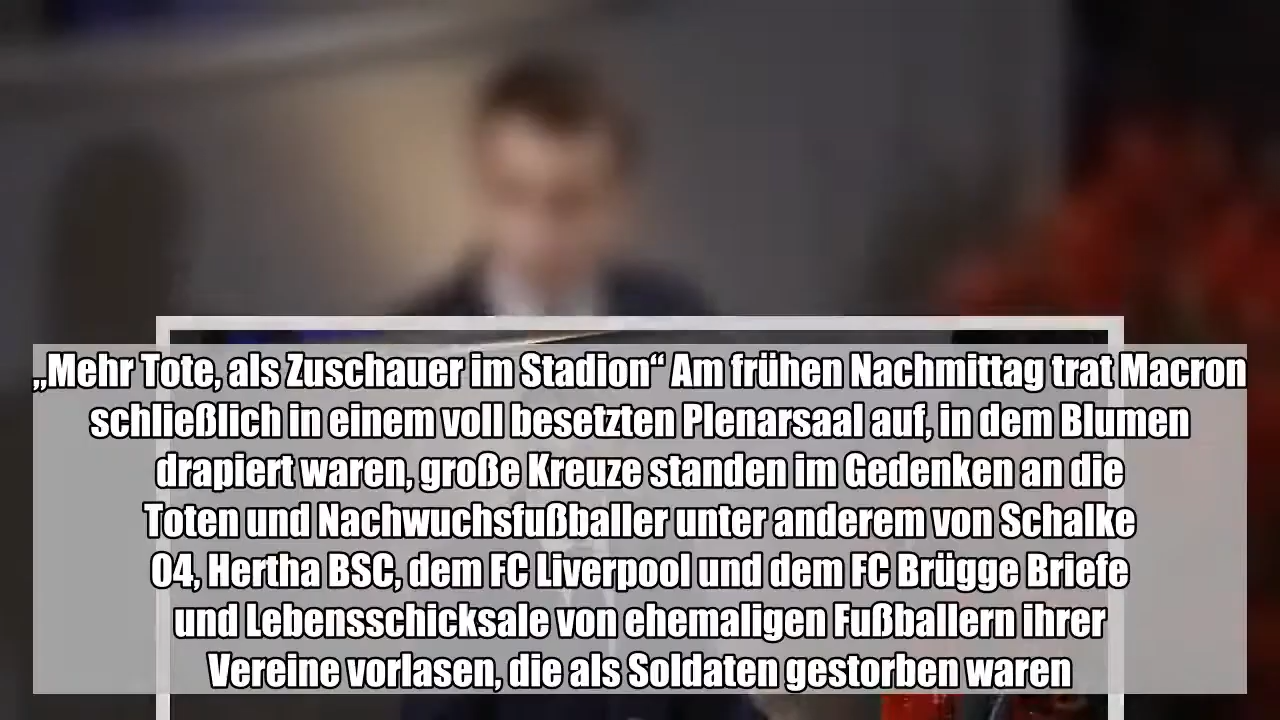 „Mehr Tote, als Zuschauer im Stadion“ Am frühen Nachmittag trat Macron
schließlich in einem voll besetzten Plenarsaal auf, in dem Blumen
drapiert waren, große Kreuze standen im Gedenken an die
Toten und Nachwuchsfußballer unter anderem von Schalke
04, Hertha BSC, dem FC Liverpool und dem FC Brügge Briefe
und Lebensschicksale von ehemaligen Fußballern ihrer
Vereine vorlasen, die als Soldaten gestorben waren